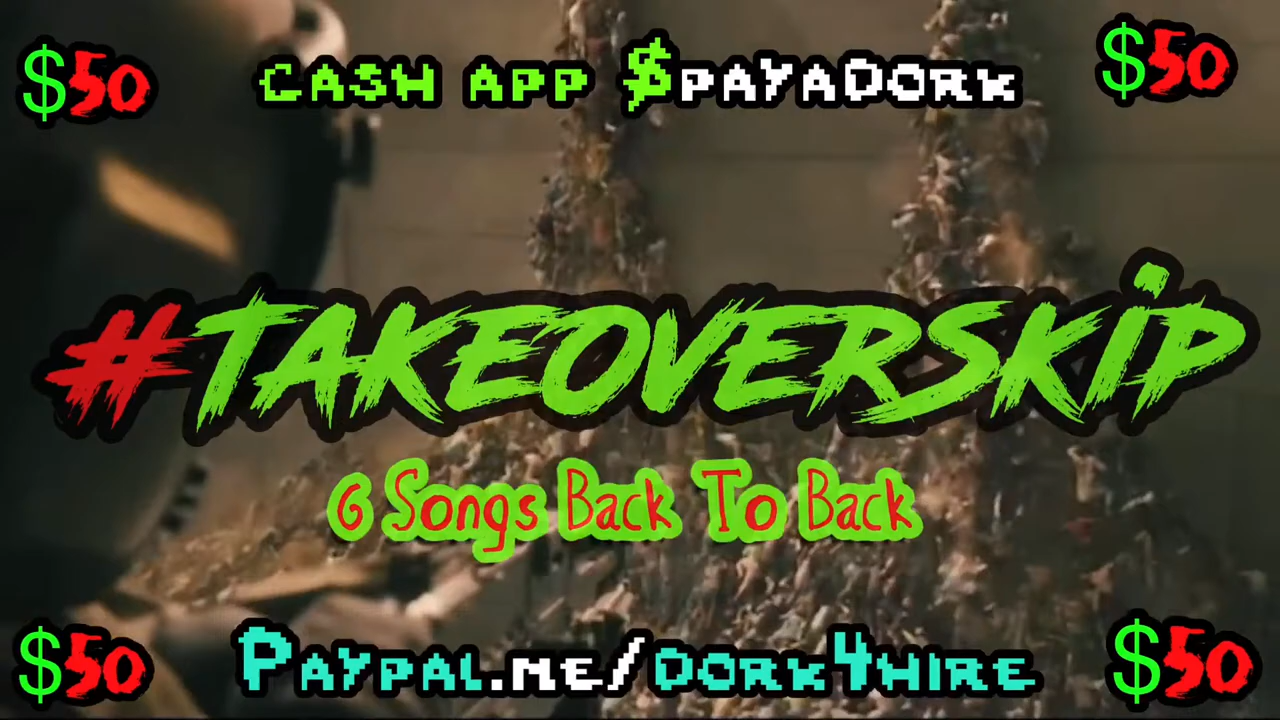 $50 CASH APP $PAYADORK $50
#TAKEOVERSKiP
6 Songs Back To Back
$50 PAYPAL.ME/DORK4HIRE $50